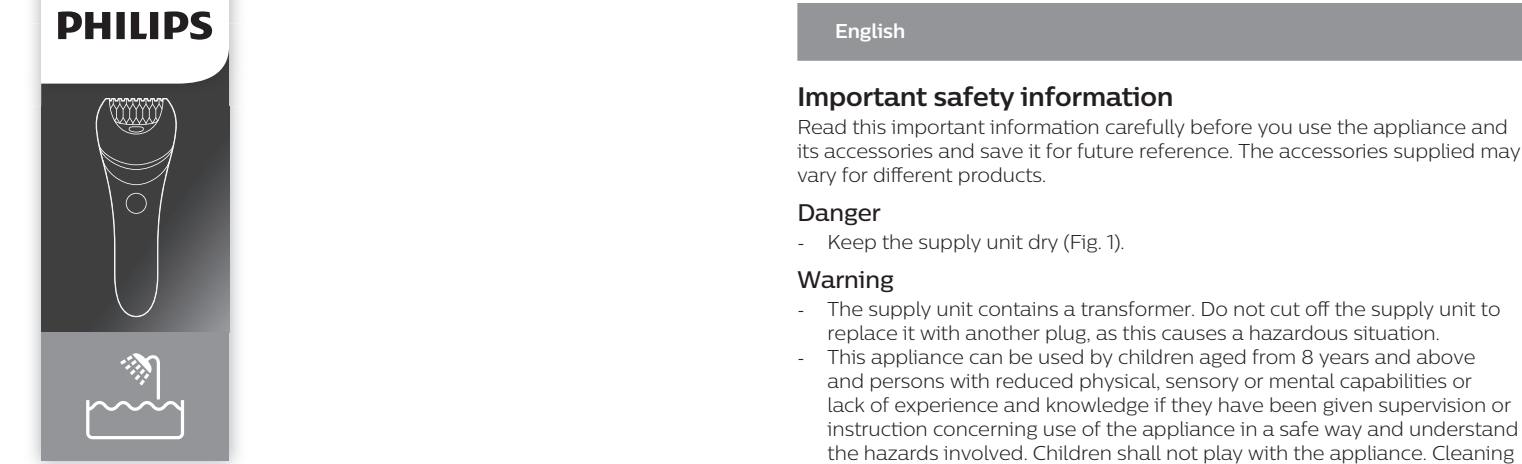 PHILIPS
English
Important safety information
Read this important information carefully before you use the appliance and
its accessories and save it for future reference. The accessories supplied may
vary for different products.
Danger
- Keep the supply unit dry (Fig. 1).
Warning
- The supply unit contains a transformer. Do not cut off the supply unit to
replace it with another plug, as this causes a hazardous situation.
- This appliance can be used by children aged from 8 years and above
and persons with reduced physical, sensory or mental capabilities or
lack of experience and knowledge if they have been given supervision or
instruction concerning use of the appliance in a safe way and understand
the hazards involved. Children shall not play with the appliance. Cleaning